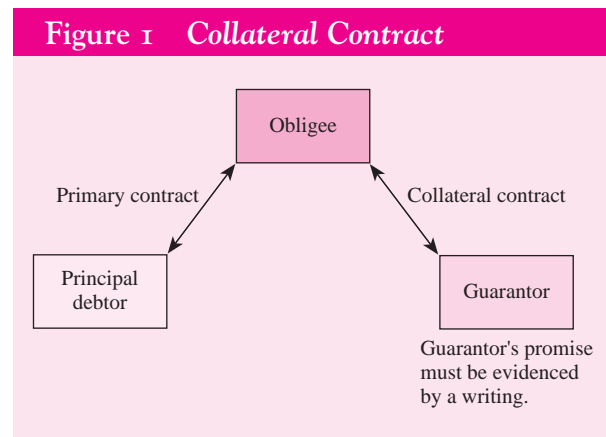 Figure 1 Collateral Contract
Obligee
Primary contract
Collateral contract
Principal
debtor
Guarantor
Guarantor's promise
must be evidenced
by a writing.